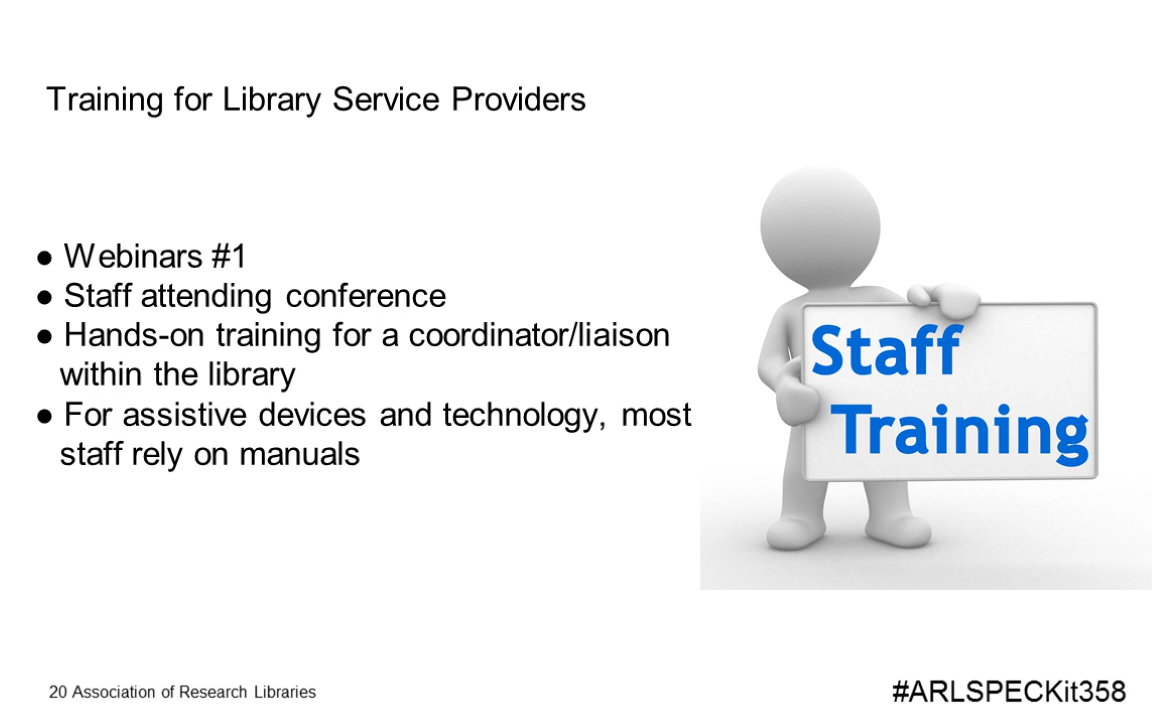 Training for Library Service Providers
● Webinars #1
● Staff attending conference
● Hands-on training for a coordinator/liaison
within the library
● For assistive devices and technology, most
staff rely on manuals
Staff
Training
20 Association of Research Libraries
#ARLSPECKit358